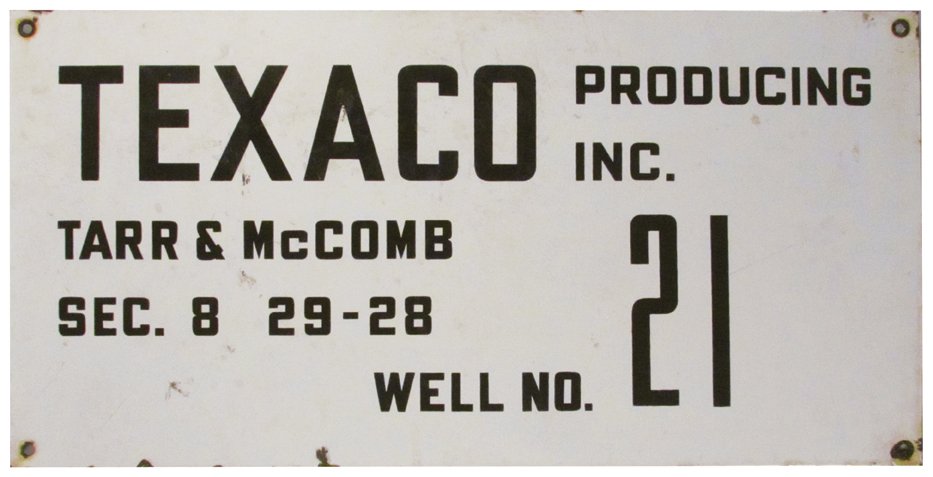 TEXACO PRODUCING INC.
TARR & McCOMB
SEC. 8 29-28
WELL NO. 21